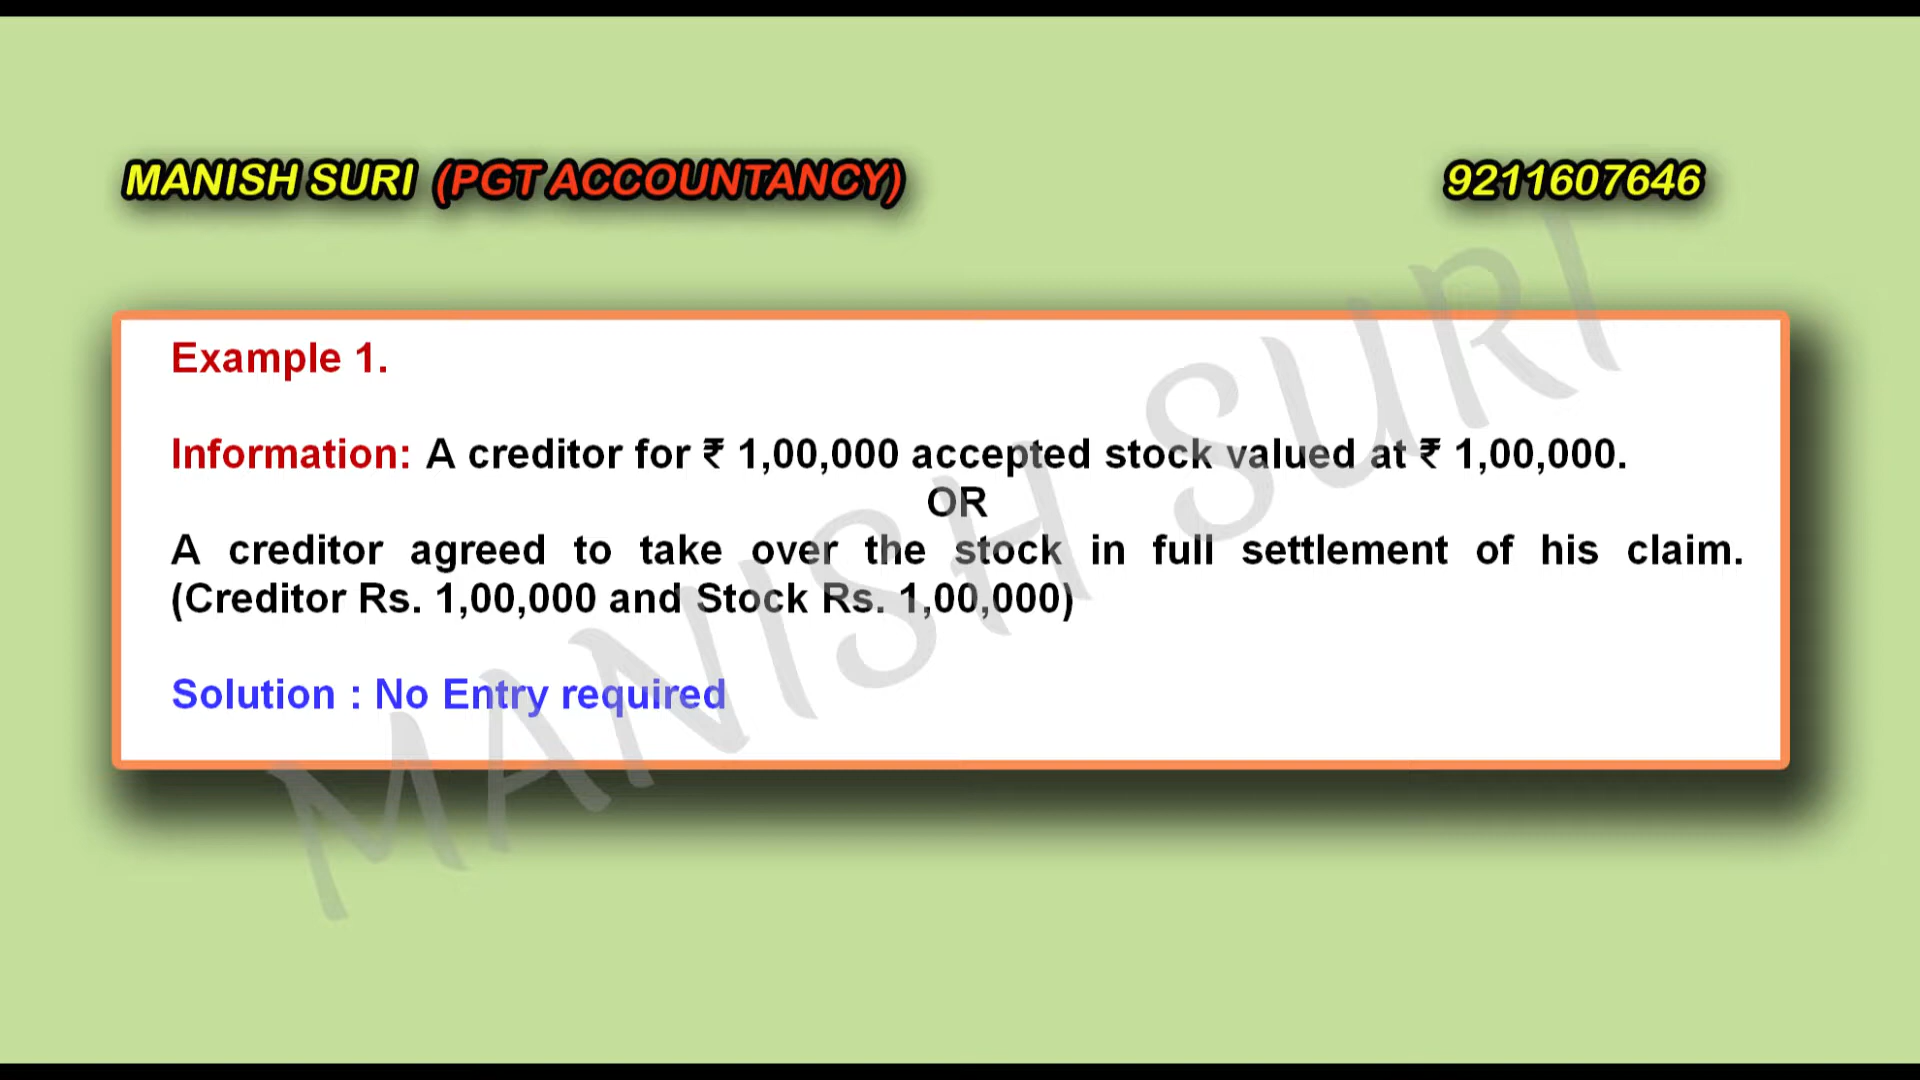 MANISH SURI (PGT ACCOUNTANCY) 9211607646
Example 1.
Information: A creditor for ₹ 1,00,000 accepted stock valued at ₹ 1,00,000.
OR
A creditor agreed to take over the stock in full settlement of his claim.
(Creditor Rs. 1,00,000 and Stock Rs. 1,00,000)
Solution : No Entry required
MANISH SURI